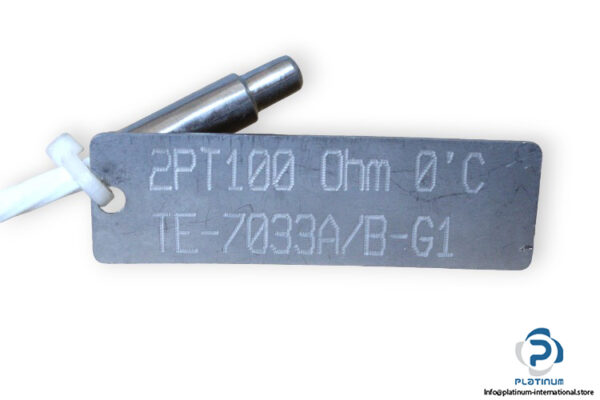 2PT100 Ohm 0'C
TE-7033A/B-G1
PLATINUM
Info@platinum-international.store